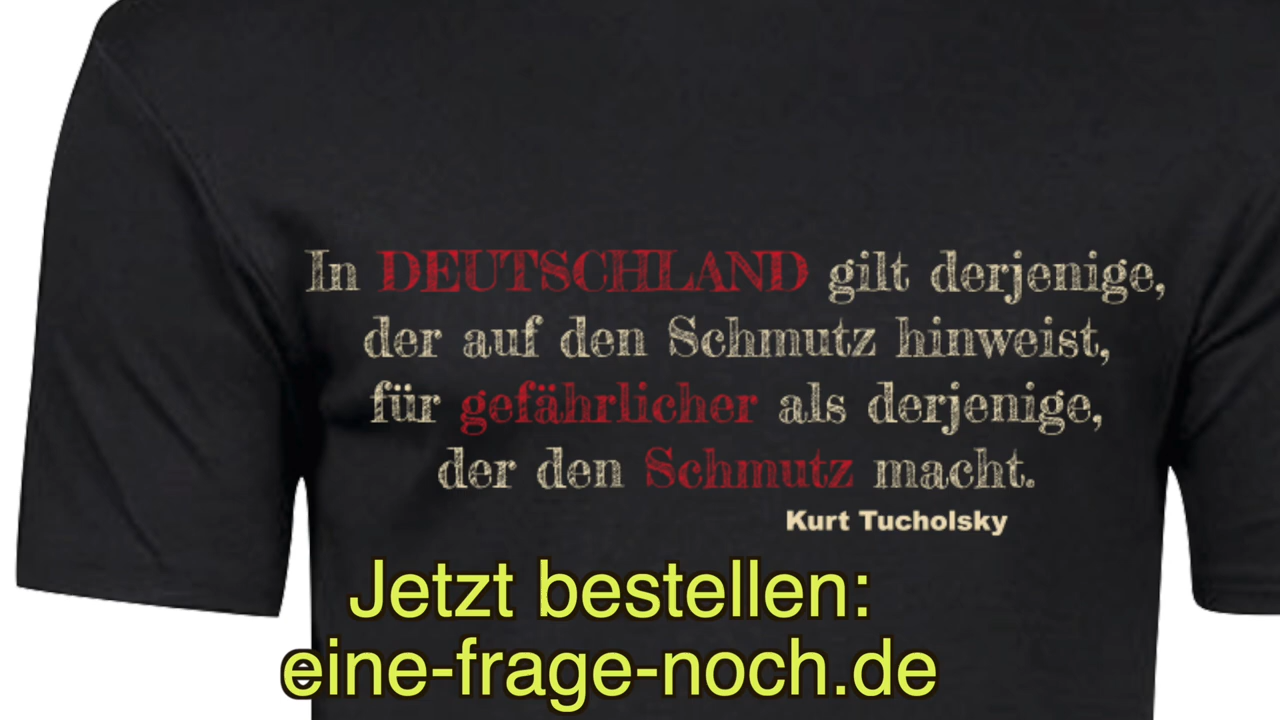 In DEUTSCHLAND gilt derjenige,
der auf den Schmutz hinweist,
für gefährlicher als derjenige,
der den Schmutz macht.
Kurt Tucholsky
Jetzt bestellen:
eine-frage-noch.de